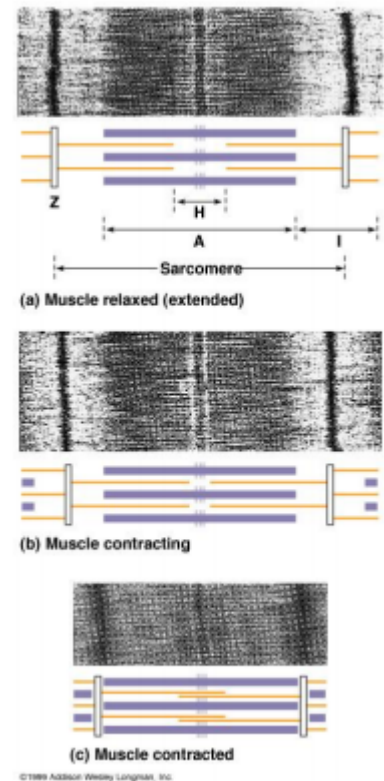 Z
H
A
I
Sarcomere
(a) Muscle relaxed (extended)
(b) Muscle contracting
(c) Muscle contracted
©1999 Addison Wesley Longman, Inc.